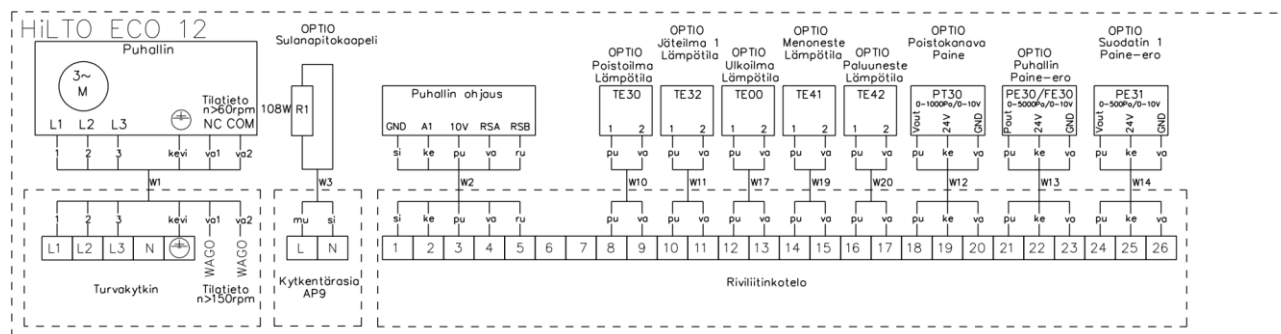 HiLTO ECO 12
Puhallin
3~
M
Tilatieto
n>60rpm
L1 L2 L3 NC COM
1 2 3 kevi va1 va2
W1
1 2 3 kevi va1 va2
L1 L2 L3 N WAGO WAGO
Turvakytkin
Tilatieto
n>150rpm
OPTIO
Sulanapitokaapeli
108W R1
W3
mu si
L N
Kytkentärasia
AP9
Puhallin ohjaus
GND A1 10V RSA RSB
si ke pu va ru
W2
si ke pu va ru
1 2 3 4 5 6 7
OPTIO
Poistoilma
Lämpötila
TE30
1 2
pu va
W10
pu va
8 9
OPTIO
Jäteilma 1
Lämpötila
TE32
1 2
pu va
W11
pu va
10 11
OPTIO
Ulkoilma
Lämpötila
TE00
1 2
pu va
W17
pu va
12 13
OPTIO
Menoneste
Lämpötila
TE41
1 2
pu va
W19
pu va
14 15
OPTIO
Paluuneste
Lämpötila
TE42
1 2
pu va
W20
pu va
16 17
OPTIO
Poistokanava
Paine
PT30
0-1000Pa/0-10V
Vout 24V GND
pu ke va
W12
pu ke va
18 19 20
OPTIO
Puhallin
Paine-ero
PE30/FE30
0-5000Pa/0-10V
Pout 24V GND
pu ke va
W13
pu ke va
21 22 23
OPTIO
Suodatin 1
Paine-ero
PE31
0-500Pa/0-10V
Vout 24V GND
pu ke va
W14
pu ke va
24 25 26
Riviliitinkotelo